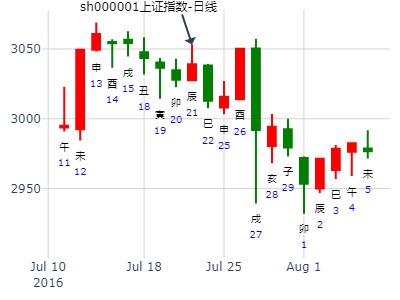 sh000001上证指数-日线
3050
3000
2950
午
11
未
12
申
13
酉
14
戌
15
丑
18
寅
19
卯
20
辰
21
巳
22
申
25
酉
26
戌
27
亥
28
子
29
卯
1
辰
2
巳
3
午
4
未
5
Jul 10
2016
Jul 18
Jul 25
Aug 1